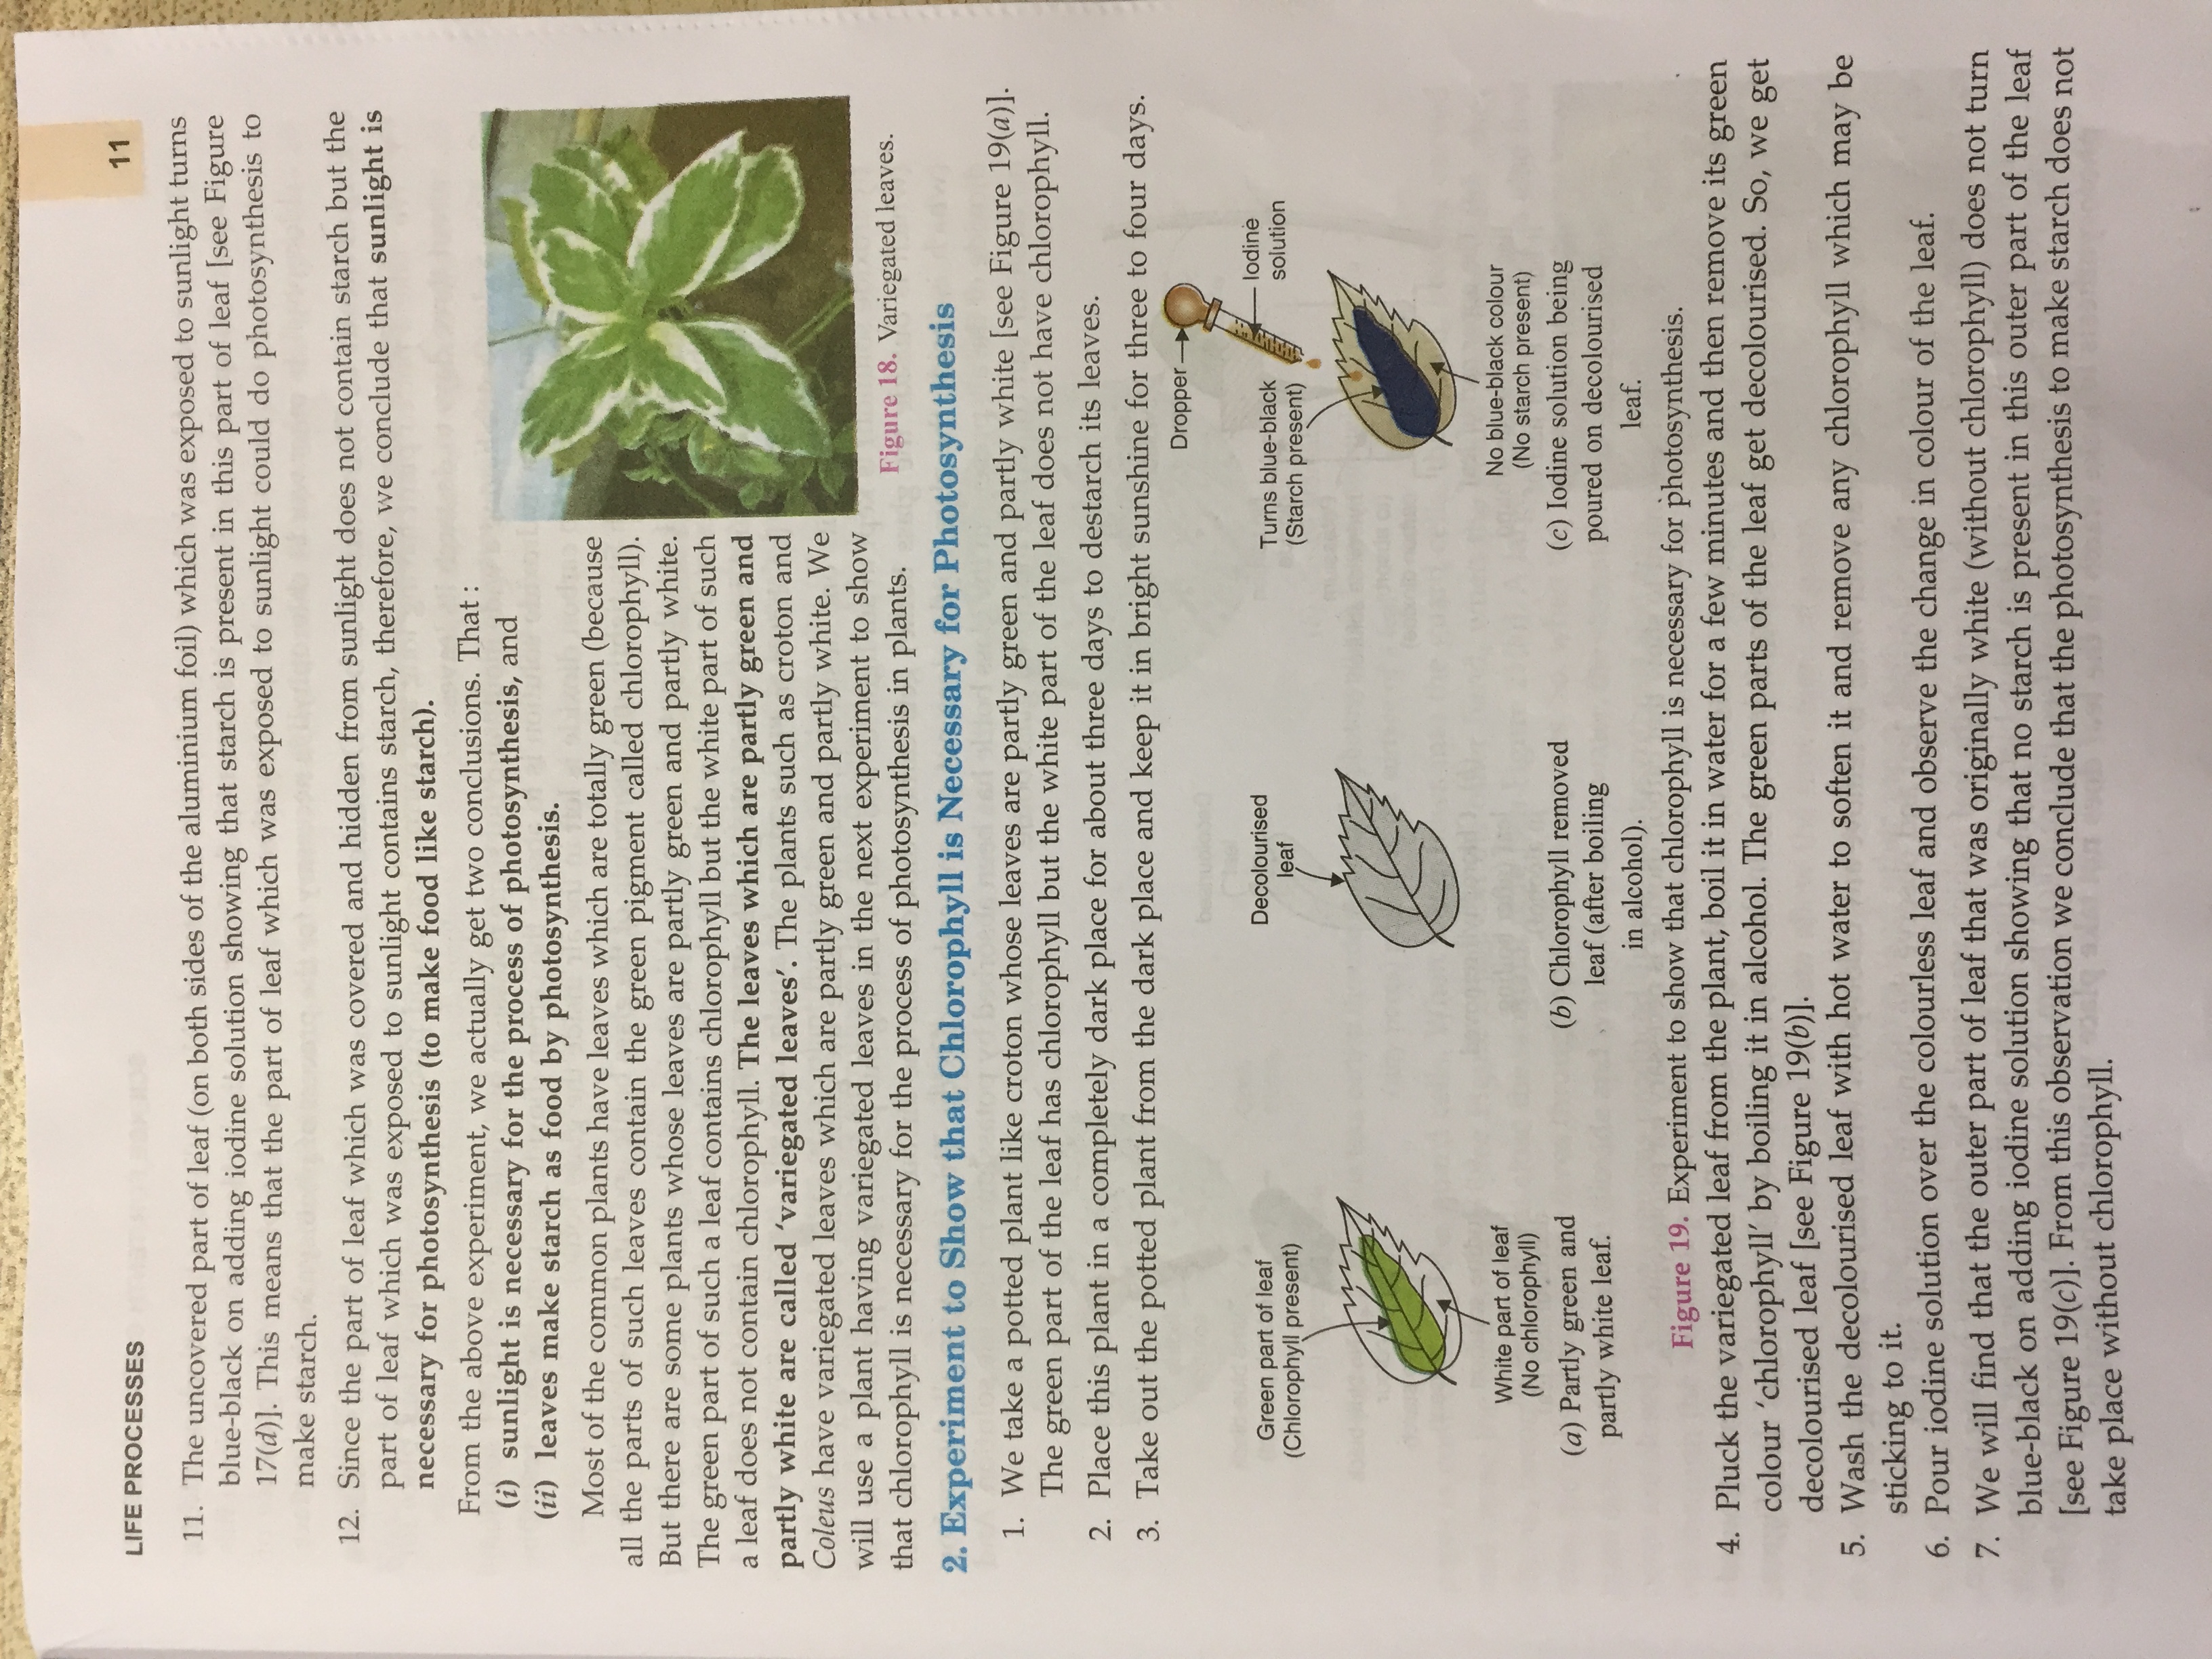 LIFE PROCESSES
11
11. The uncovered part of leaf (on both sides of the aluminium foil) which was exposed to sunlight turns
blue-black on adding iodine solution showing that starch is present in this part of leaf [see Figure
17(d)]. This means that the part of leaf which was exposed to sunlight could do photosynthesis to
make starch.
12. Since the part of leaf which was covered and hidden from sunlight does not contain starch but the
part of leaf which was exposed to sunlight contains starch, therefore, we conclude that sunlight is
necessary for photosynthesis (to make food like starch).
From the above experiment, we actually get two conclusions. That :
(i) sunlight is necessary for the process of photosynthesis, and
(ii) leaves make starch as food by photosynthesis.
Most of the common plants have leaves which are totally green (because
all the parts of such leaves contain the green pigment called chlorophyll).
But there are some plants whose leaves are partly green and partly white.
The green part of such a leaf contains chlorophyll but the white part of such
a leaf does not contain chlorophyll. The leaves which are partly green and
partly white are called ‘variegated leaves’. The plants such as croton and
Coleus have variegated leaves which are partly green and partly white. We
will use a plant having variegated leaves in the next experiment to show
that chlorophyll is necessary for the process of photosynthesis in plants.
Figure 18. Variegated leaves.
2. Experiment to Show that Chlorophyll is Necessary for Photosynthesis
1. We take a potted plant like croton whose leaves are partly green and partly white [see Figure 19(a)].
The green part of the leaf has chlorophyll but the white part of the leaf does not have chlorophyll.
2. Place this plant in a completely dark place for about three days to destarch its leaves.
3. Take out the potted plant from the dark place and keep it in bright sunshine for three to four days.
Green part of leaf
(Chlorophyll present)
White part of leaf
(No chlorophyll)
(a) Partly green and
partly white leaf.
Decolourised
leaf
(b) Chlorophyll removed
leaf (after boiling
in alcohol).
Dropper
Iodine
solution
Turns blue-black
(Starch present)
No blue-black colour
(No starch present)
(c) Iodine solution being
poured on decolourised
leaf.
Figure 19. Experiment to show that chlorophyll is necessary for photosynthesis.
4. Pluck the variegated leaf from the plant, boil it in water for a few minutes and then remove its green
colour ‘chlorophyll’ by boiling it in alcohol. The green parts of the leaf get decolourised. So, we get
decolourised leaf [see Figure 19(b)].
5. Wash the decolourised leaf with hot water to soften it and remove any chlorophyll which may be
sticking to it.
6. Pour iodine solution over the colourless leaf and observe the change in colour of the leaf.
7. We will find that the outer part of leaf that was originally white (without chlorophyll) does not turn
blue-black on adding iodine solution showing that no starch is present in this outer part of the leaf
[see Figure 19(c)]. From this observation we conclude that the photosynthesis to make starch does not
take place without chlorophyll.